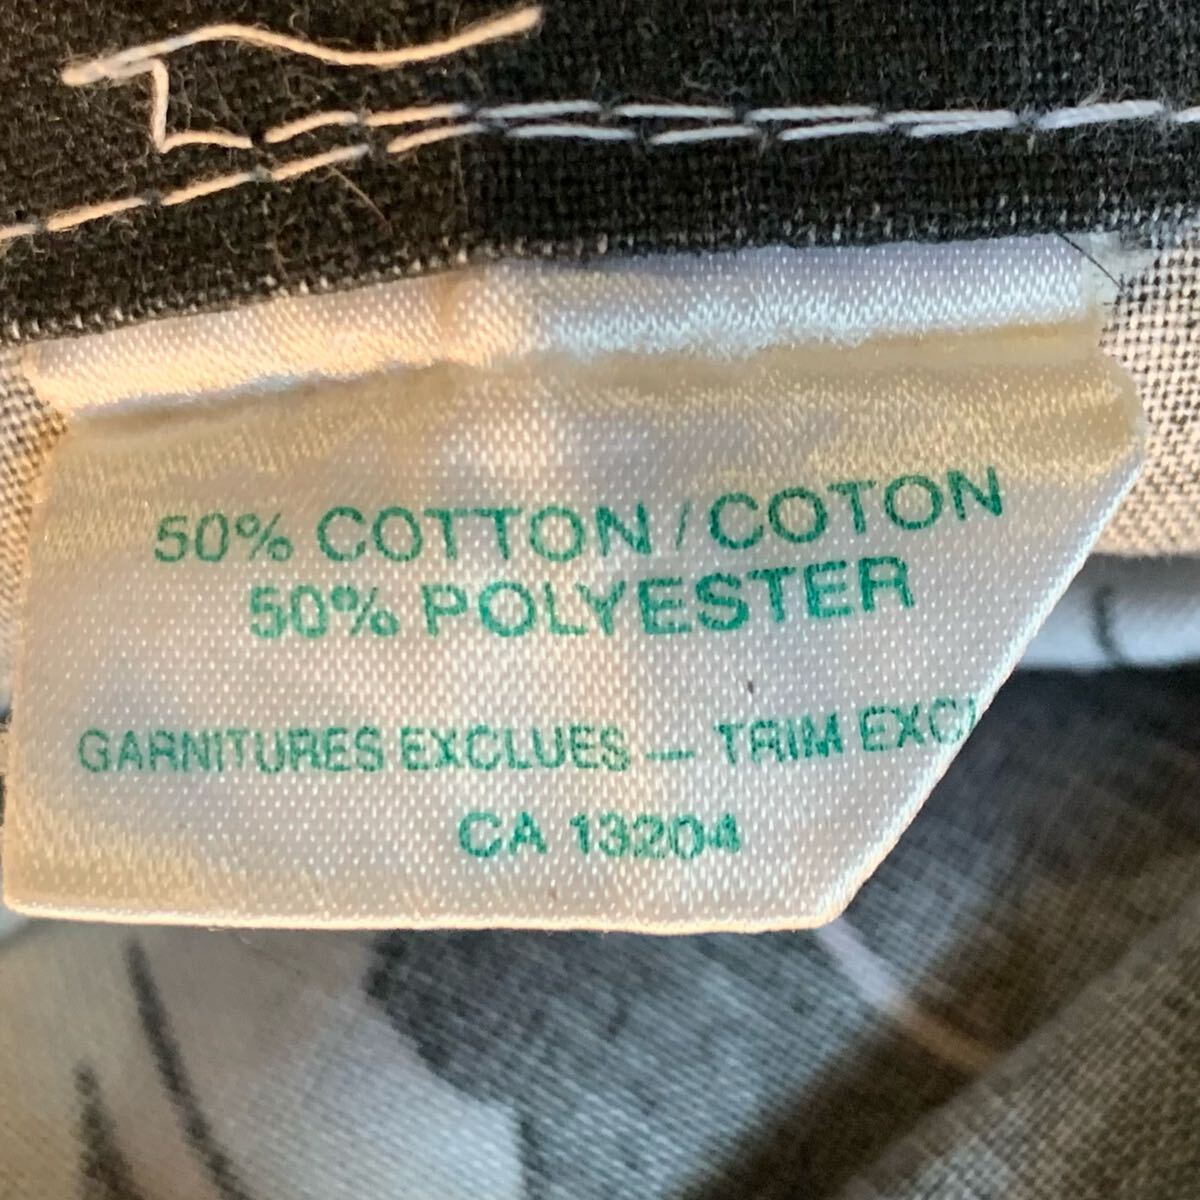 50% COTTON / COTON
50% POLYESTER
GARNITURES EXCLUES — TRIM EXCL
CA 13204